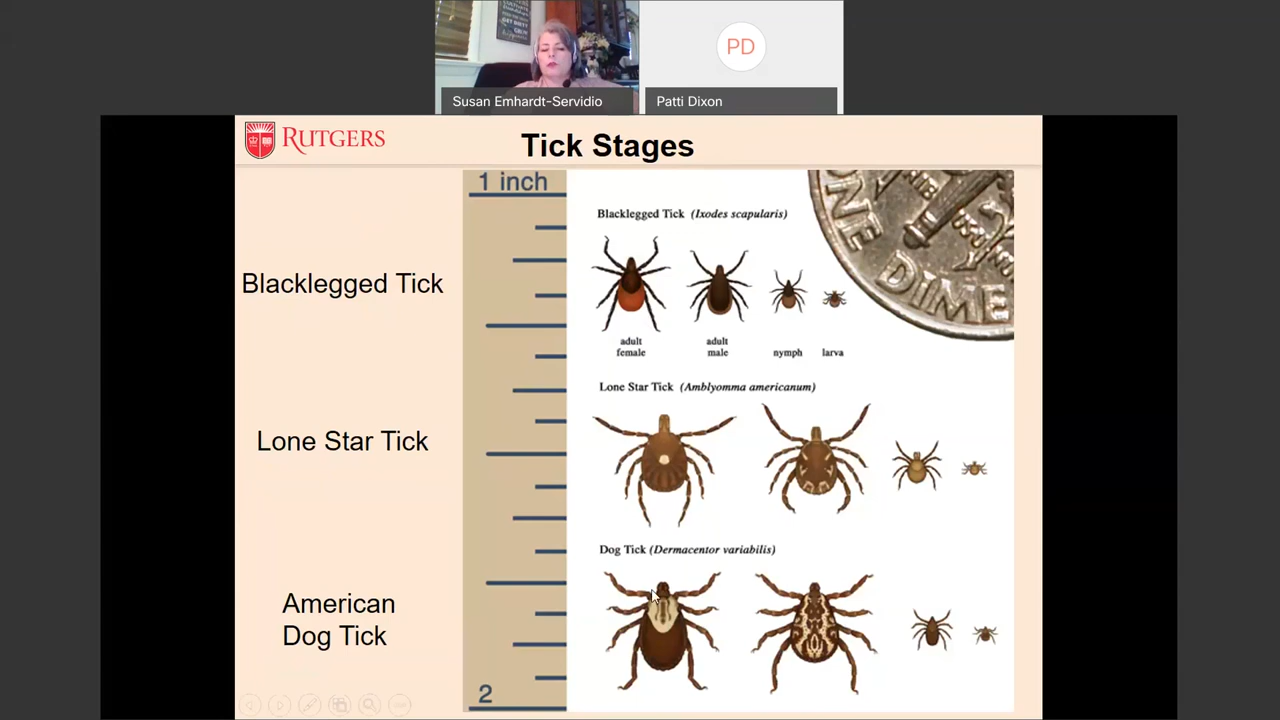 PD
Susan Emhardt-Servidio
Patti Dixon
RUTGERS
Tick Stages
1 inch
Blacklegged Tick (Ixodes scapularis)
ONE DIME
Blacklegged Tick
adult female
adult male
nymph
larva
Lone Star Tick (Amblyomma americanum)
Lone Star Tick
Dog Tick (Dermacentor variabilis)
American
Dog Tick
2